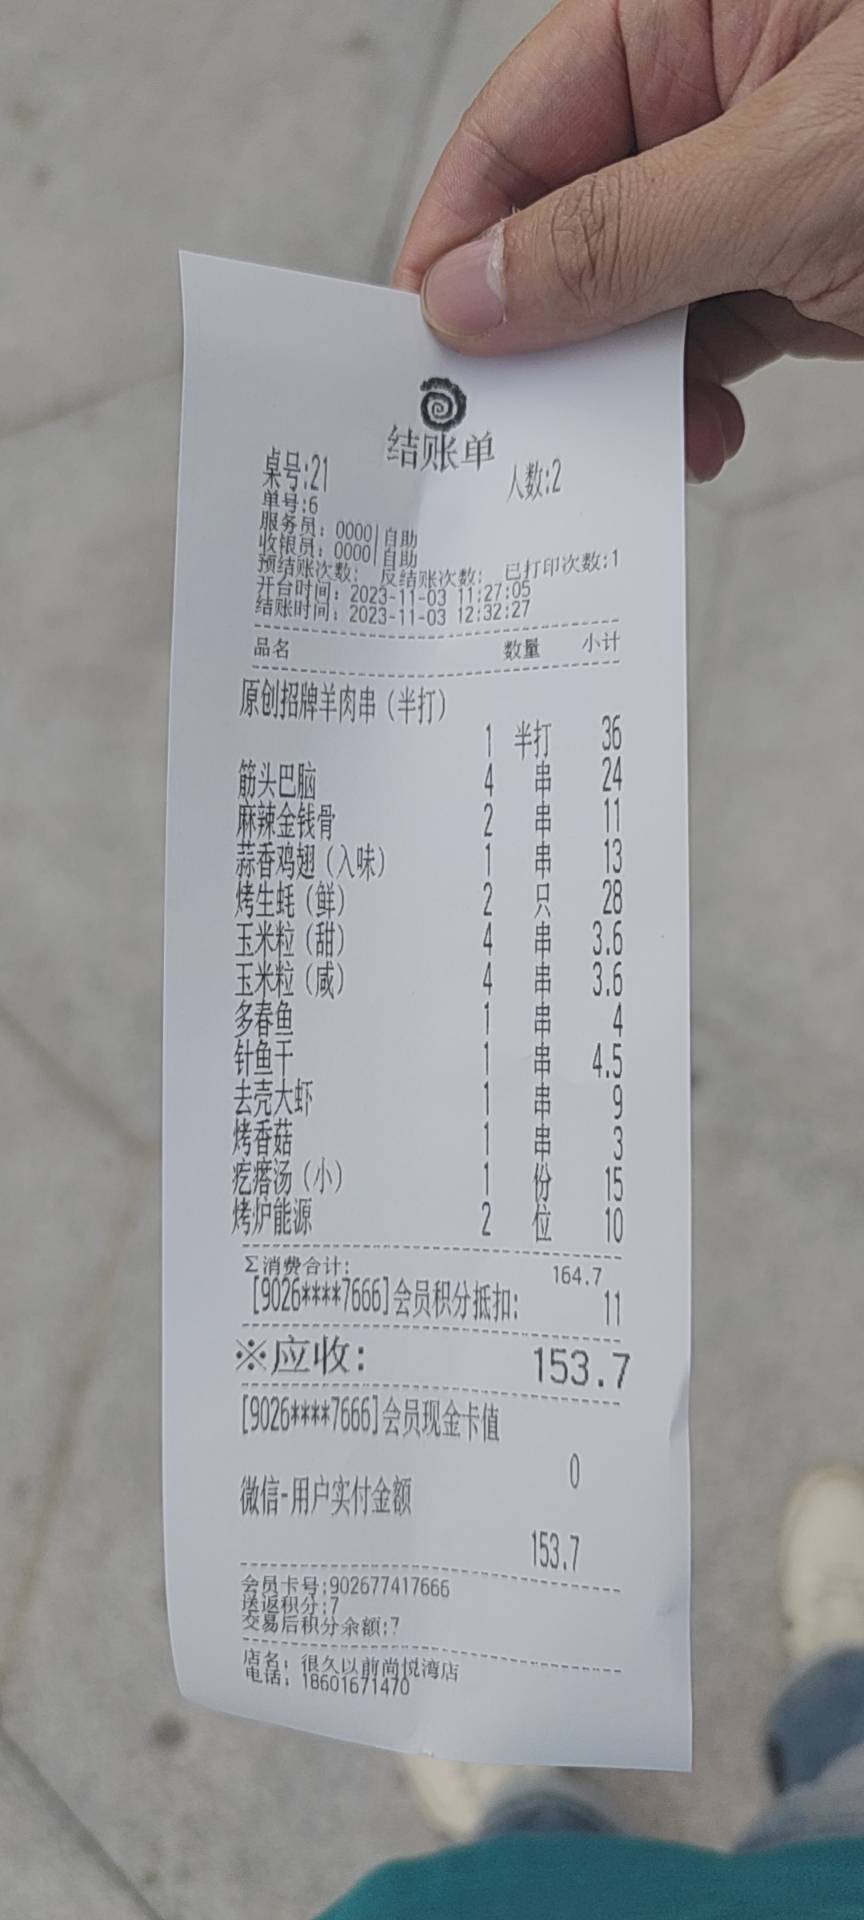 结账单
桌号:21 人数:2
单号:6
服务员: 0000|自助
收银员: 0000|自助
预结账次数: 反结账次数: 已打印次数:1
开台时间: 2023-11-03 11:27:05
结账时间: 2023-11-03 12:32:27
品名 数量 小计
原创招牌羊肉串(半打)
1 半打 36
筋头巴脑 4 串 24
麻辣金钱骨 2 串 11
蒜香鸡翅(入味) 1 串 13
烤生蚝(鲜) 2 只 28
玉米粒(甜) 4 串 3.6
玉米粒(咸) 4 串 3.6
多春鱼 1 串 4
针鱼干 1 串 4.5
去壳大虾 1 串 9
烤香菇 1 串 3
疙瘩汤(小) 1 份 15
烤炉能源 2 位 10
Σ消费合计: 164.7
[9026****7666]会员积分抵扣: 11
※应收: 153.7
[9026****7666]会员现金卡值
0
微信-用户实付金额
153.7
会员卡号:902677417666
送返积分:7
交易后积分余额:7
店名: 很久以前尚悦湾店
电话: 18601671470